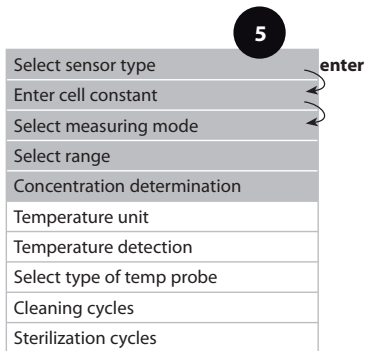 5
Select sensor type enter
Enter cell constant
Select measuring mode
Select range
Concentration determination
Temperature unit
Temperature detection
Select type of temp probe
Cleaning cycles
Sterilization cycles